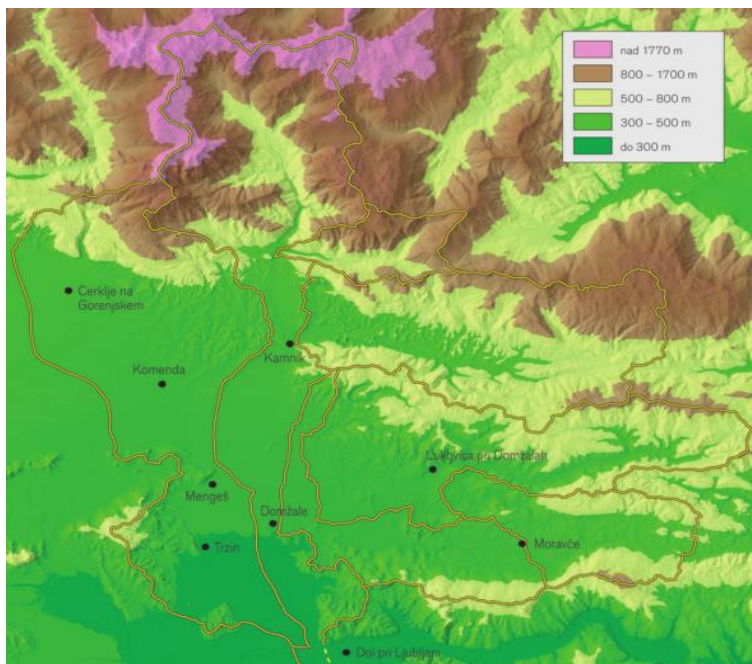 nad 1770 m
800 – 1700 m
500 – 800 m
300 – 500 m
do 300 m
Cerklje na
Gorenjskem
Kamnik
Komenda
Lukovica pri Domžalah
Mengeš
Domžale
Trzin
Moravče
Dol pri Ljubljani